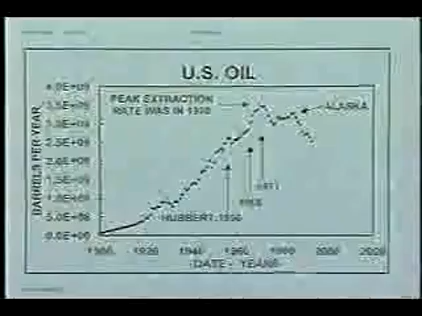 U.S. OIL
4.0E+09
3.5E+09
3.0E+09
2.5E+09
2.0E+09
1.5E+09
1.0E+09
5.0E+08
0.0E+00
BARRELS PER YEAR
PEAK EXTRACTION
RATE WAS IN 1970
ALASKA
HUBBERT 1956
1900 1920 1940 1960 1980 2000 2020
DATE - YEARS